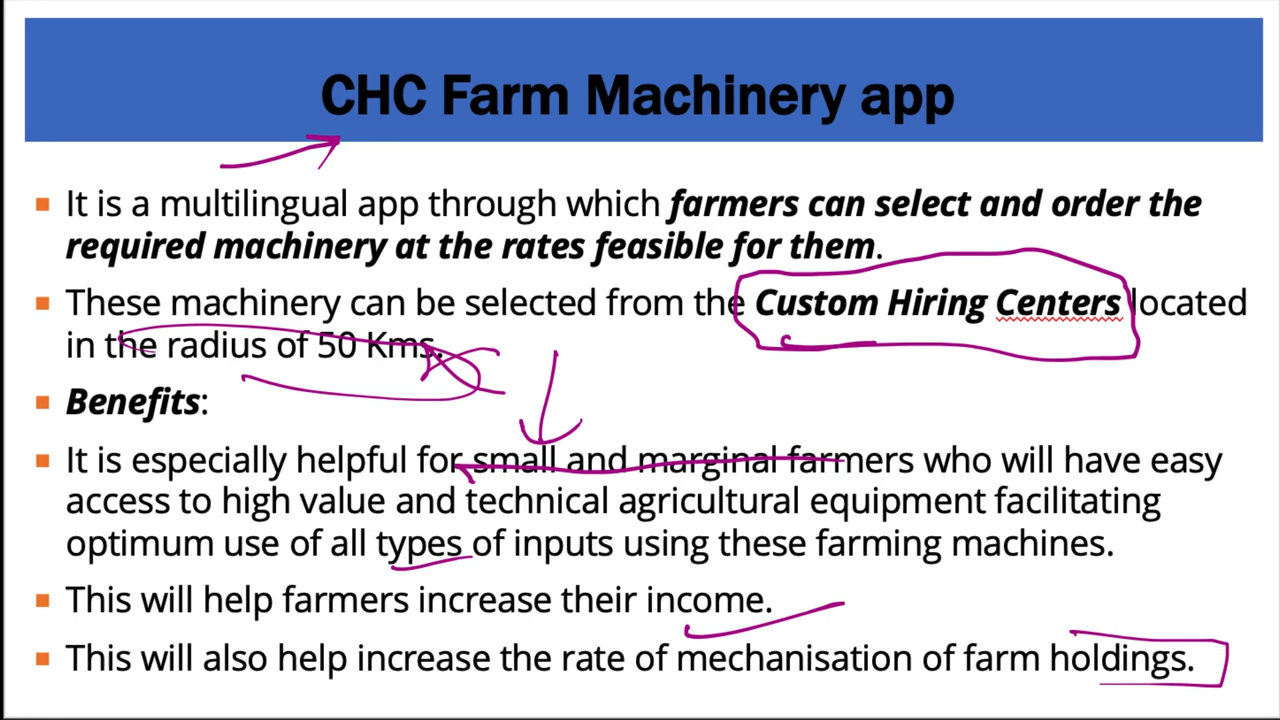 CHC Farm Machinery app
It is a multilingual app through which farmers can select and order the
required machinery at the rates feasible for them.
These machinery can be selected from the Custom Hiring Centers located
in the radius of 50 Kms.
Benefits:
It is especially helpful for small and marginal farmers who will have easy
access to high value and technical agricultural equipment facilitating
optimum use of all types of inputs using these farming machines.
This will help farmers increase their income.
This will also help increase the rate of mechanisation of farm holdings.